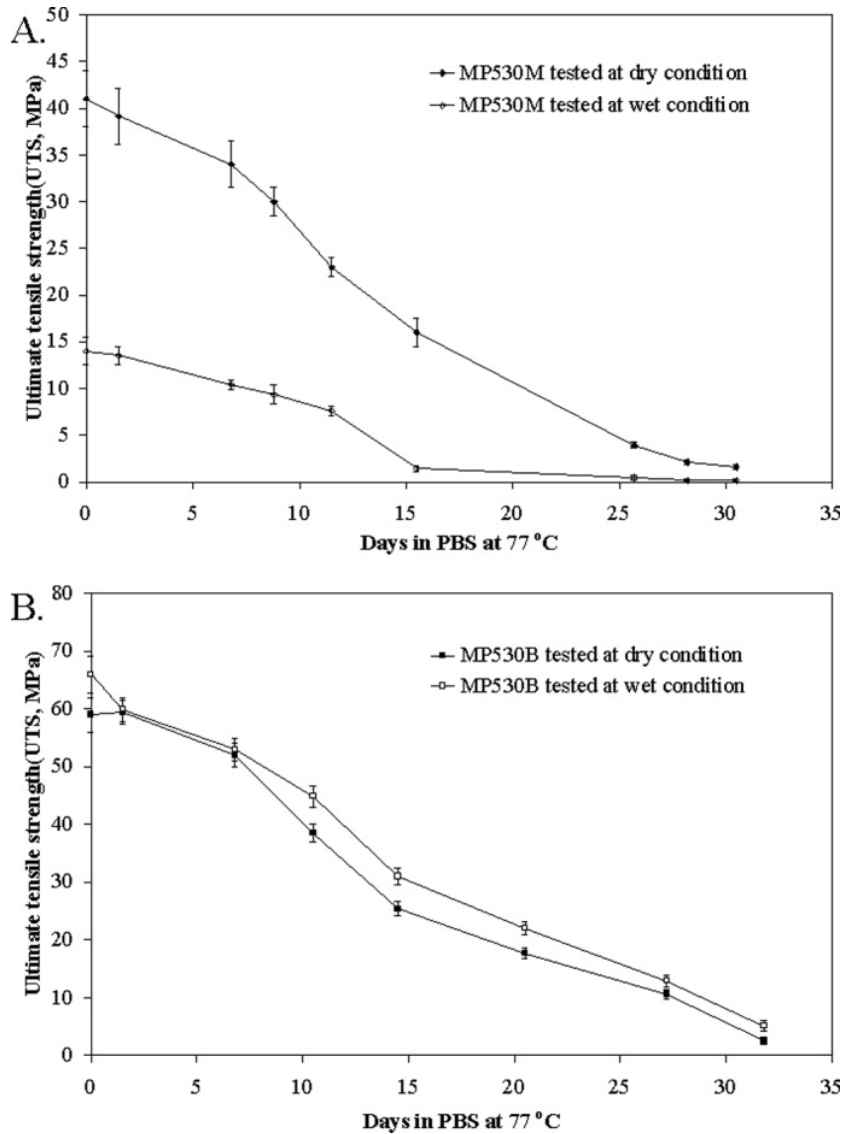 A.
50
45
40
35
30
25
20
15
10
5
0
Ultimate tensile strength(UTS, MPa)
MP530M tested at dry condition
MP530M tested at wet condition
0 5 10 15 20 25 30 35
Days in PBS at 77 °C
B.
80
70
60
50
40
30
20
10
0
Ultimate tensile strength(UTS, MPa)
MP530B tested at dry condition
MP530B tested at wet condition
0 5 10 15 20 25 30 35
Days in PBS at 77 °C